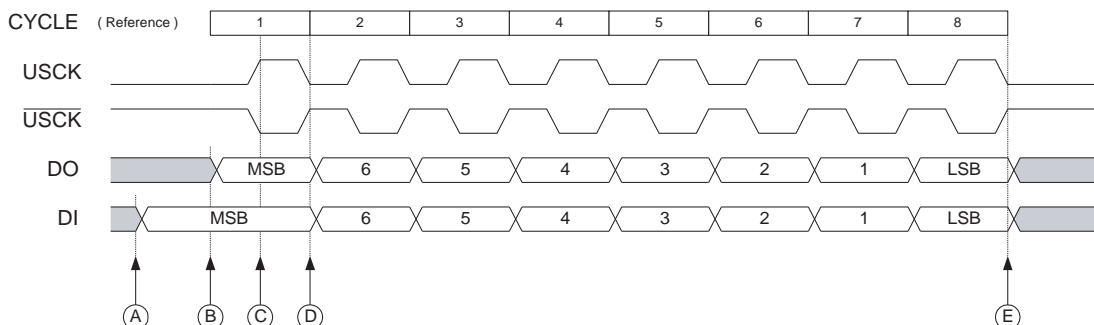 CYCLE ( Reference ) 1 2 3 4 5 6 7 8
USCK
USCK
DO MSB 6 5 4 3 2 1 LSB
DI MSB 6 5 4 3 2 1 LSB
A B C D E